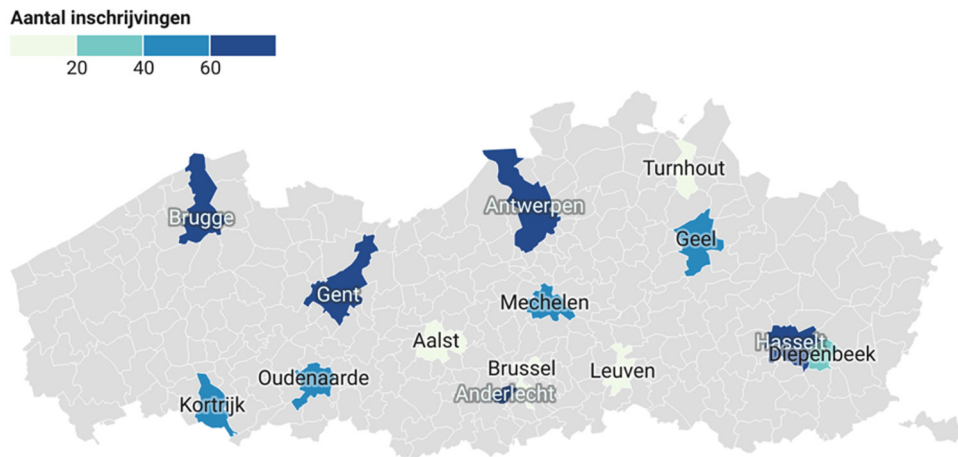 Aantal inschrijvingen
20 40 60
Turnhout
Brugge
Antwerpen
Geel
Gent
Mechelen
Aalst
Hasselt
Diepenbeek
Brussel
Leuven
Oudenaarde
Anderlecht
Kortrijk